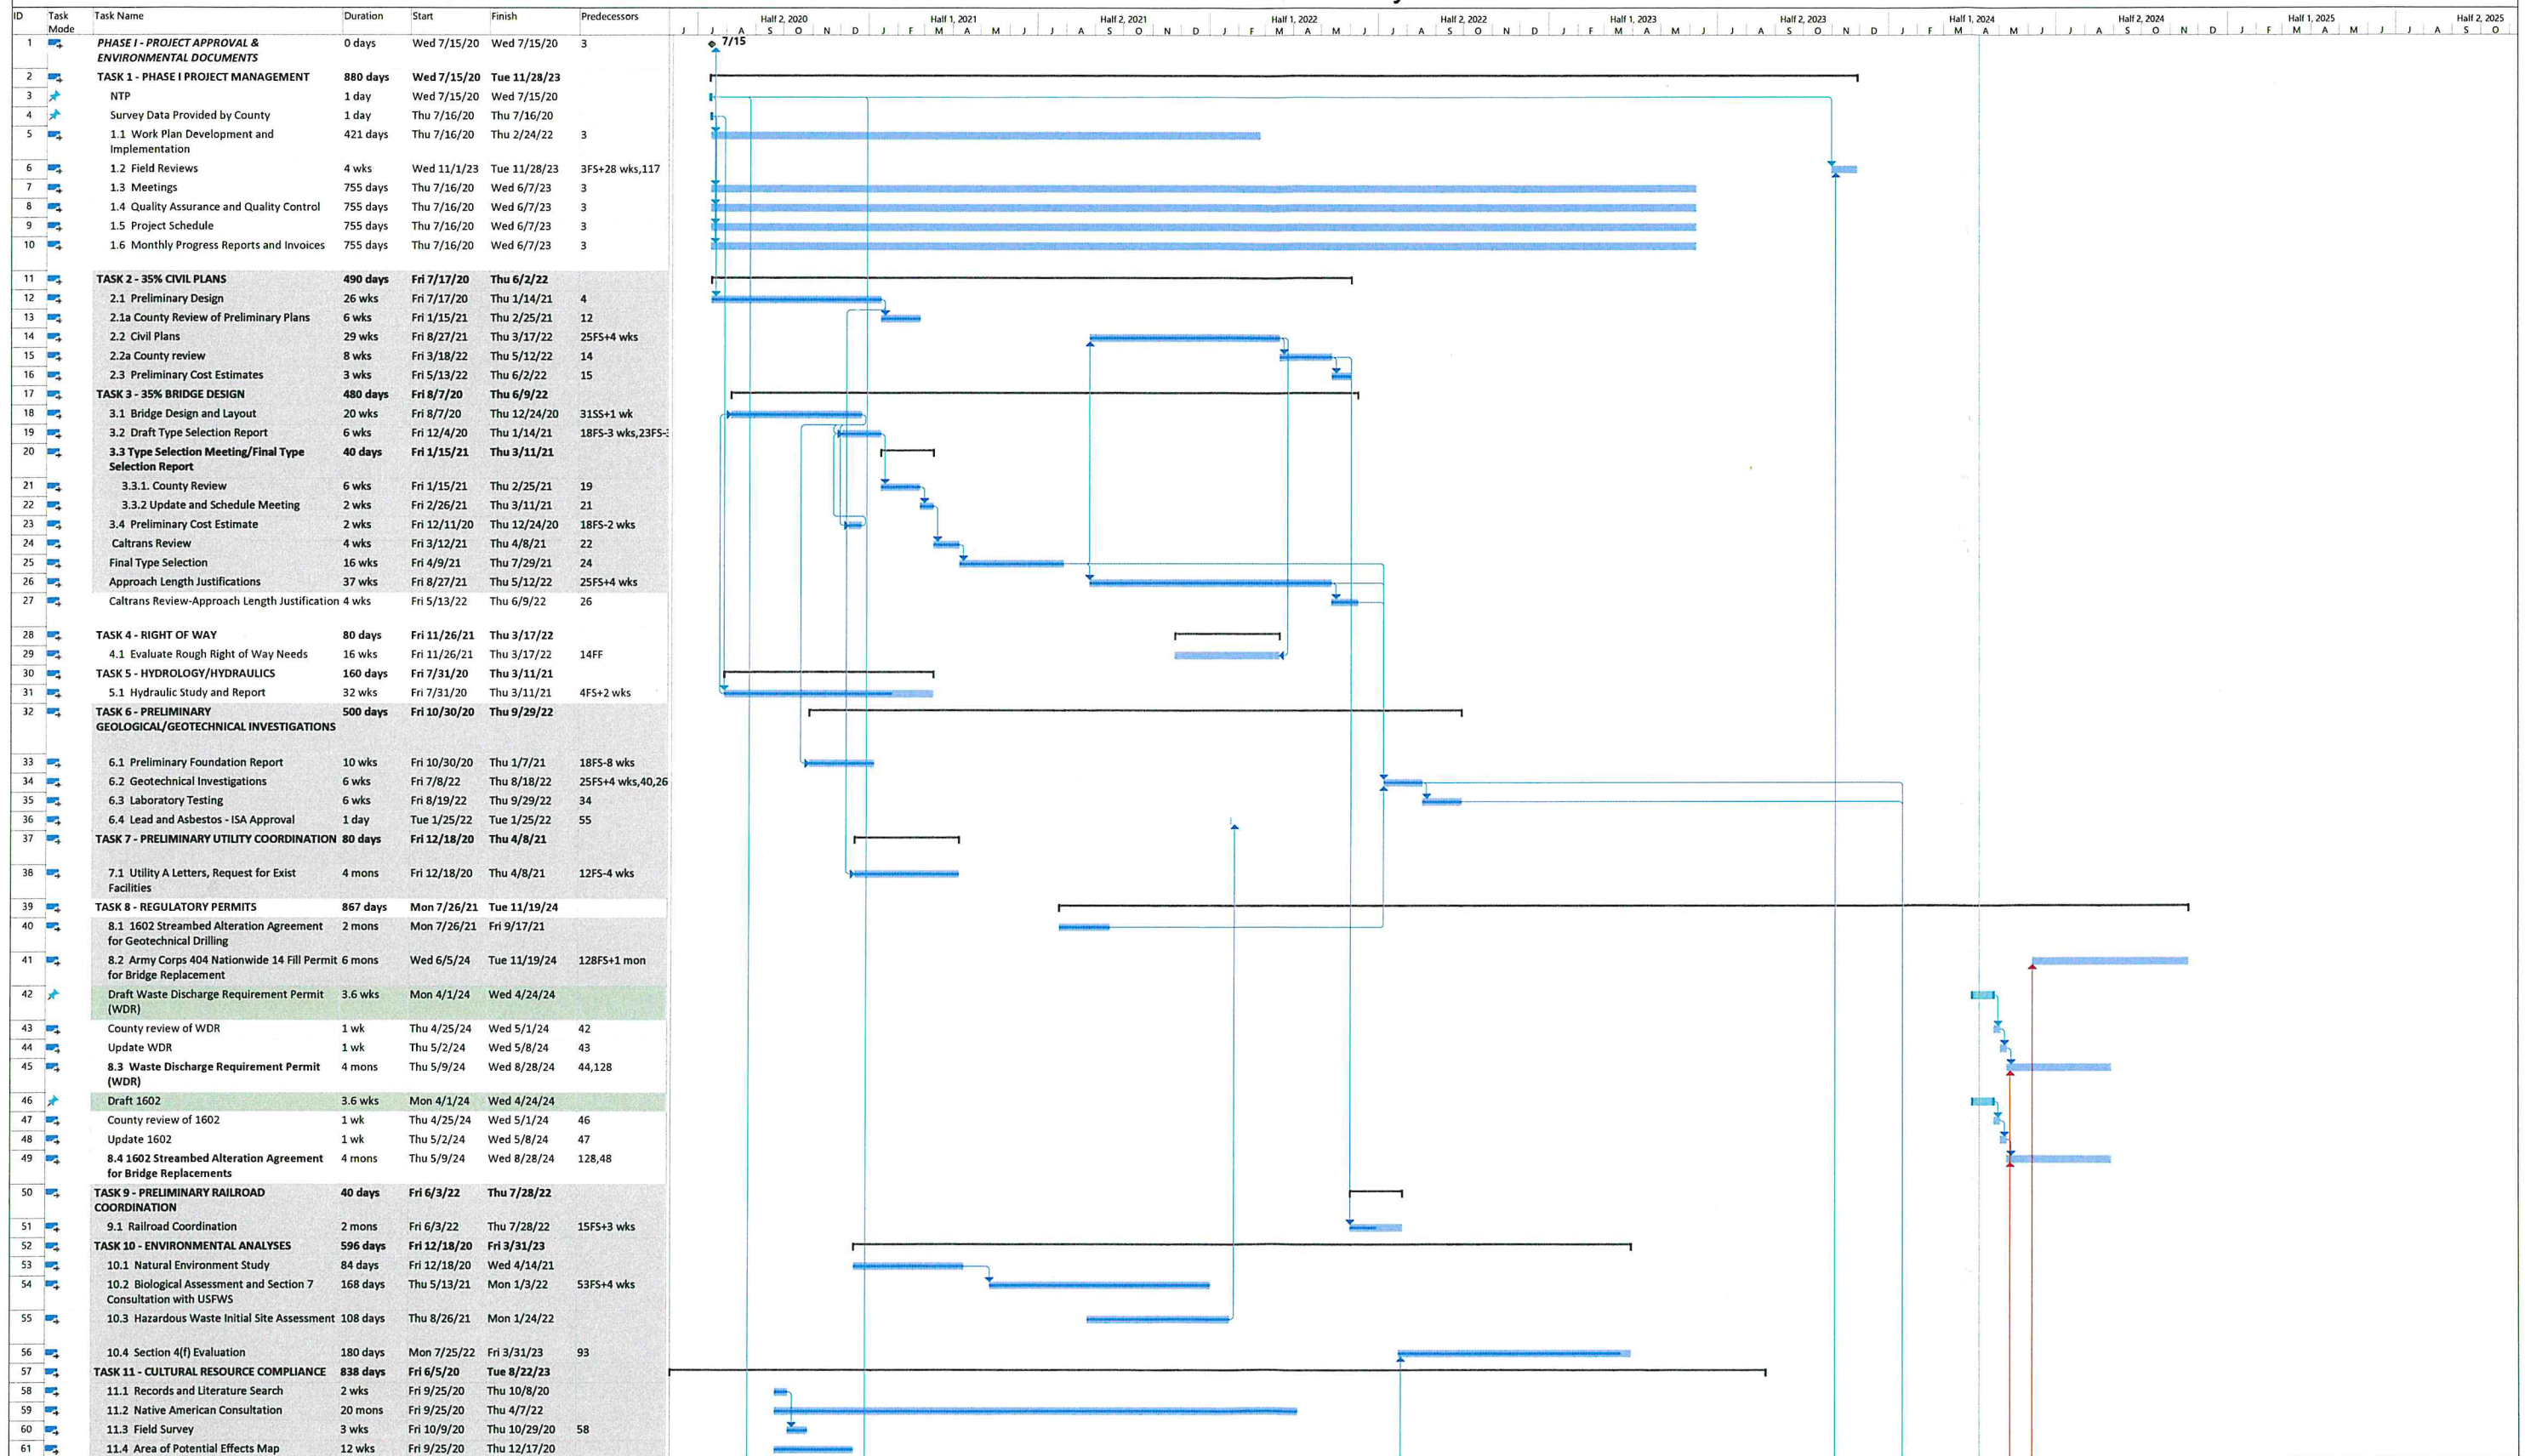 ID Task Mode Task Name Duration Start Finish Predecessors
Half 2, 2020 Half 1, 2021 Half 2, 2021 Half 1, 2022 Half 2, 2022 Half 1, 2023 Half 2, 2023 Half 1, 2024 Half 2, 2024 Half 1, 2025 Half 2, 2025
J J A S O N D J F M A M J J A S O N D J F M A M J J A S O N D J F M A M J J A S O N D J F M A M J J A S O N D J F M A M J J A S O
1 PHASE I - PROJECT APPROVAL & 0 days Wed 7/15/20 Wed 7/15/20 3 7/15
ENVIRONMENTAL DOCUMENTS
2 TASK 1 - PHASE I PROJECT MANAGEMENT 880 days Wed 7/15/20 Tue 11/28/23
3 NTP 1 day Wed 7/15/20 Wed 7/15/20
4 Survey Data Provided by County 1 day Thu 7/16/20 Thu 7/16/20
5 1.1 Work Plan Development and 421 days Thu 7/16/20 Thu 2/24/22 3
Implementation
6 1.2 Field Reviews 4 wks Wed 11/1/23 Tue 11/28/23 3FS+28 wks,117
7 1.3 Meetings 755 days Thu 7/16/20 Wed 6/7/23 3
8 1.4 Quality Assurance and Quality Control 755 days Thu 7/16/20 Wed 6/7/23 3
9 1.5 Project Schedule 755 days Thu 7/16/20 Wed 6/7/23 3
10 1.6 Monthly Progress Reports and Invoices 755 days Thu 7/16/20 Wed 6/7/23 3
11 TASK 2 - 35% CIVIL PLANS 490 days Fri 7/17/20 Thu 6/2/22
12 2.1 Preliminary Design 26 wks Fri 7/17/20 Thu 1/14/21 4
13 2.1a County Review of Preliminary Plans 6 wks Fri 1/15/21 Thu 2/25/21 12
14 2.2 Civil Plans 29 wks Fri 8/27/21 Thu 3/17/22 25FS+4 wks
15 2.2a County review 8 wks Fri 3/18/22 Thu 5/12/22 14
16 2.3 Preliminary Cost Estimates 3 wks Fri 5/13/22 Thu 6/2/22 15
17 TASK 3 - 35% BRIDGE DESIGN 480 days Fri 8/7/20 Thu 6/9/22
18 3.1 Bridge Design and Layout 20 wks Fri 8/7/20 Thu 12/24/20 31SS+1 wk
19 3.2 Draft Type Selection Report 6 wks Fri 12/4/20 Thu 1/14/21 18FS-3 wks,23FS-
20 3.3 Type Selection Meeting/Final Type 40 days Fri 1/15/21 Thu 3/11/21
Selection Report
21 3.3.1. County Review 6 wks Fri 1/15/21 Thu 2/25/21 19
22 3.3.2 Update and Schedule Meeting 2 wks Fri 2/26/21 Thu 3/11/21 21
23 3.4 Preliminary Cost Estimate 2 wks Fri 12/11/20 Thu 12/24/20 18FS-2 wks
24 Caltrans Review 4 wks Fri 3/12/21 Thu 4/8/21 22
25 Final Type Selection 16 wks Fri 4/9/21 Thu 7/29/21 24
26 Approach Length Justifications 37 wks Fri 8/27/21 Thu 5/12/22 25FS+4 wks
27 Caltrans Review-Approach Length Justification 4 wks Fri 5/13/22 Thu 6/9/22 26
28 TASK 4 - RIGHT OF WAY 80 days Fri 11/26/21 Thu 3/17/22
29 4.1 Evaluate Rough Right of Way Needs 16 wks Fri 11/26/21 Thu 3/17/22 14FF
30 TASK 5 - HYDROLOGY/HYDRAULICS 160 days Fri 7/31/20 Thu 3/11/21
31 5.1 Hydraulic Study and Report 32 wks Fri 7/31/20 Thu 3/11/21 4FS+2 wks
32 TASK 6 - PRELIMINARY 500 days Fri 10/30/20 Thu 9/29/22
GEOLOGICAL/GEOTECHNICAL INVESTIGATIONS
33 6.1 Preliminary Foundation Report 10 wks Fri 10/30/20 Thu 1/7/21 18FS-8 wks
34 6.2 Geotechnical Investigations 6 wks Fri 7/8/22 Thu 8/18/22 25FS+4 wks,40,26
35 6.3 Laboratory Testing 6 wks Fri 8/19/22 Thu 9/29/22 34
36 6.4 Lead and Asbestos - ISA Approval 1 day Tue 1/25/22 Tue 1/25/22 55
37 TASK 7 - PRELIMINARY UTILITY COORDINATION 80 days Fri 12/18/20 Thu 4/8/21
38 7.1 Utility A Letters, Request for Exist 4 mons Fri 12/18/20 Thu 4/8/21 12FS-4 wks
Facilities
39 TASK 8 - REGULATORY PERMITS 867 days Mon 7/26/21 Tue 11/19/24
40 8.1 1602 Streambed Alteration Agreement 2 mons Mon 7/26/21 Fri 9/17/21
for Geotechnical Drilling
41 8.2 Army Corps 404 Nationwide 14 Fill Permit 6 mons Wed 6/5/24 Tue 11/19/24 128FS+1 mon
for Bridge Replacement
42 Draft Waste Discharge Requirement Permit 3.6 wks Mon 4/1/24 Wed 4/24/24
(WDR)
43 County review of WDR 1 wk Thu 4/25/24 Wed 5/1/24 42
44 Update WDR 1 wk Thu 5/2/24 Wed 5/8/24 43
45 8.3 Waste Discharge Requirement Permit 4 mons Thu 5/9/24 Wed 8/28/24 44,128
(WDR)
46 Draft 1602 3.6 wks Mon 4/1/24 Wed 4/24/24
47 County review of 1602 1 wk Thu 4/25/24 Wed 5/1/24 46
48 Update 1602 1 wk Thu 5/2/24 Wed 5/8/24 47
49 8.4 1602 Streambed Alteration Agreement 4 mons Thu 5/9/24 Wed 8/28/24 128,48
for Bridge Replacements
50 TASK 9 - PRELIMINARY RAILROAD 40 days Fri 6/3/22 Thu 7/28/22
COORDINATION
51 9.1 Railroad Coordination 2 mons Fri 6/3/22 Thu 7/28/22 15FS+3 wks
52 TASK 10 - ENVIRONMENTAL ANALYSES 596 days Fri 12/18/20 Fri 3/31/23
53 10.1 Natural Environment Study 84 days Fri 12/18/20 Wed 4/14/21
54 10.2 Biological Assessment and Section 7 168 days Thu 5/13/21 Mon 1/3/22 53FS+4 wks
Consultation with USFWS
55 10.3 Hazardous Waste Initial Site Assessment 108 days Thu 8/26/21 Mon 1/24/22
56 10.4 Section 4(f) Evaluation 180 days Mon 7/25/22 Fri 3/31/23 93
57 TASK 11 - CULTURAL RESOURCE COMPLIANCE 838 days Fri 6/5/20 Tue 8/22/23
58 11.1 Records and Literature Search 2 wks Fri 9/25/20 Thu 10/8/20
59 11.2 Native American Consultation 20 mons Fri 9/25/20 Thu 4/7/22
60 11.3 Field Survey 3 wks Fri 10/9/20 Thu 10/29/20 58
61 11.4 Area of Potential Effects Map 12 wks Fri 9/25/20 Thu 12/17/20